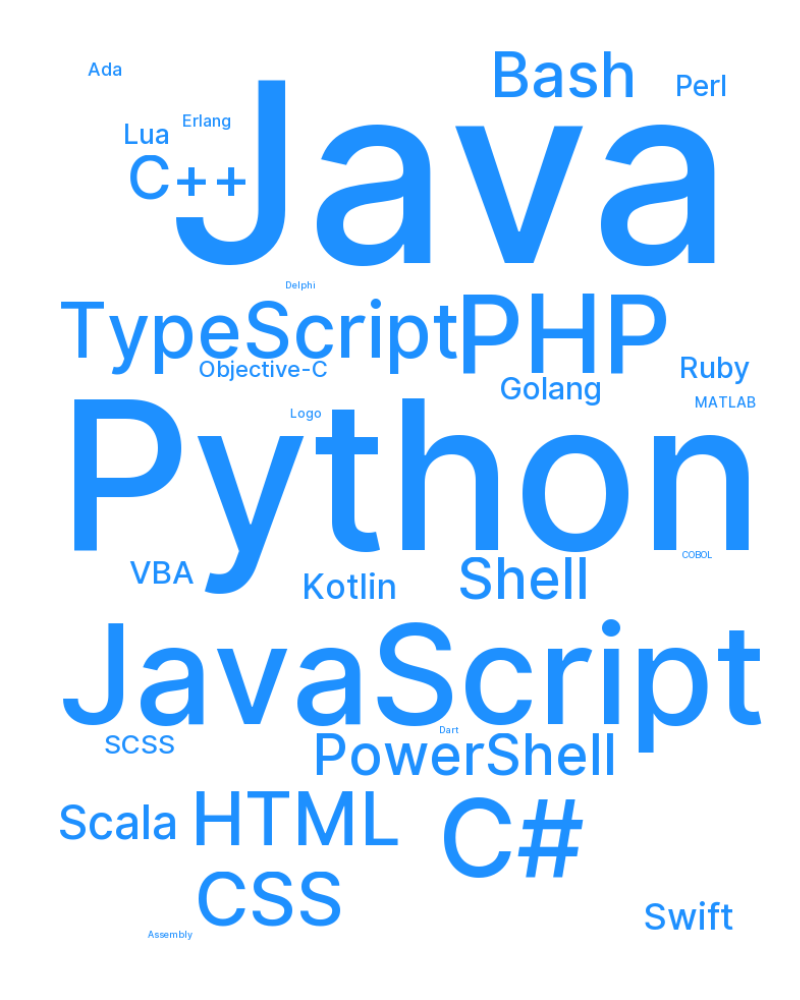 Ada
Bash
Perl
Java
Erlang
Lua
C++
Delphi
TypeScript
PHP
Objective-C
Ruby
Golang
MATLAB
Python
Logo
COBOL
VBA
Kotlin
Shell
JavaScript
Dart
SCSS
PowerShell
Scala
HTML
C#
CSS
Swift
Assembly